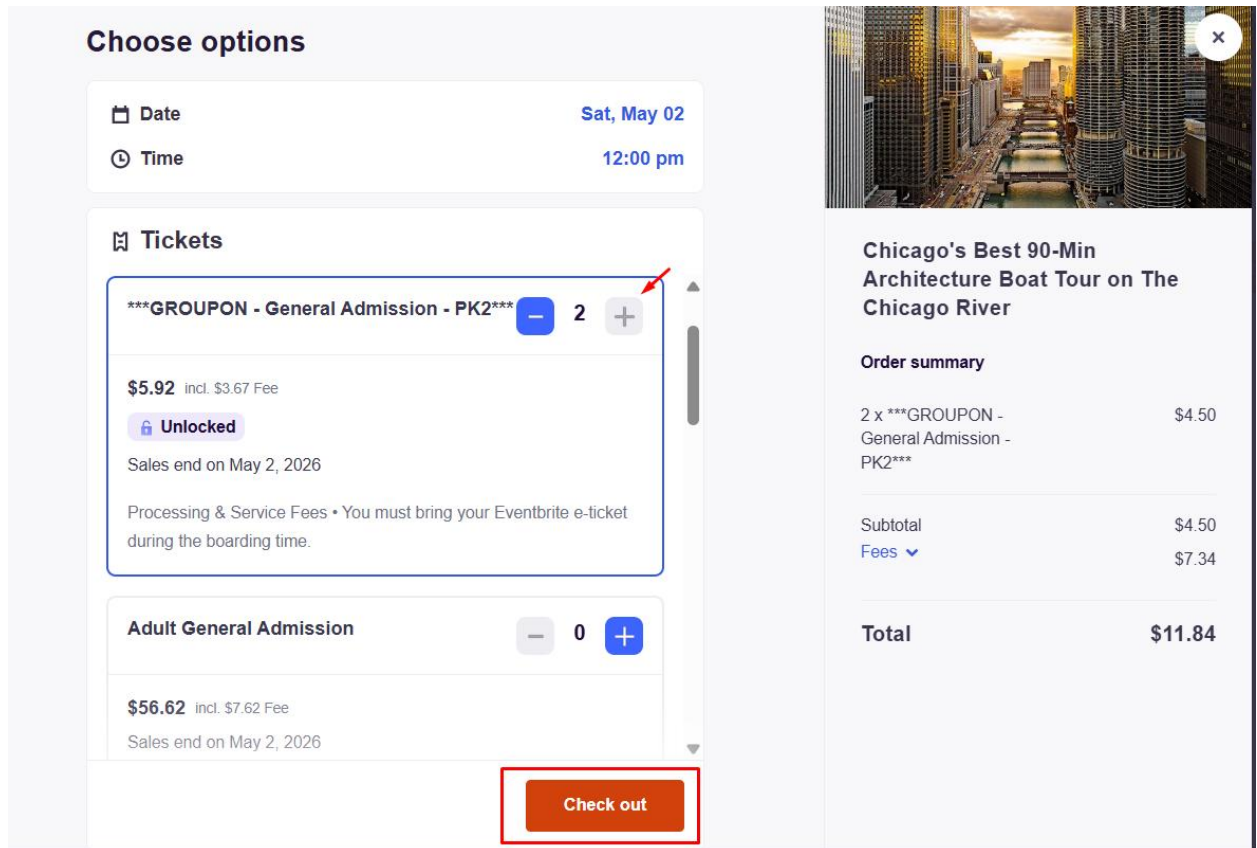 Choose options
Date
Sat, May 02
Time
12:00 pm
Tickets
***GROUPON - General Admission - PK2***
2
$5.92 incl. $3.67 Fee
Unlocked
Sales end on May 2, 2026
Processing & Service Fees • You must bring your Eventbrite e-ticket
during the boarding time.
Adult General Admission
0
$56.62 incl. $7.62 Fee
Sales end on May 2, 2026
Check out
Chicago's Best 90-Min
Architecture Boat Tour on The
Chicago River
Order summary
2 x ***GROUPON -
General Admission -
PK2***
$4.50
Subtotal
$4.50
Fees
$7.34
Total
$11.84